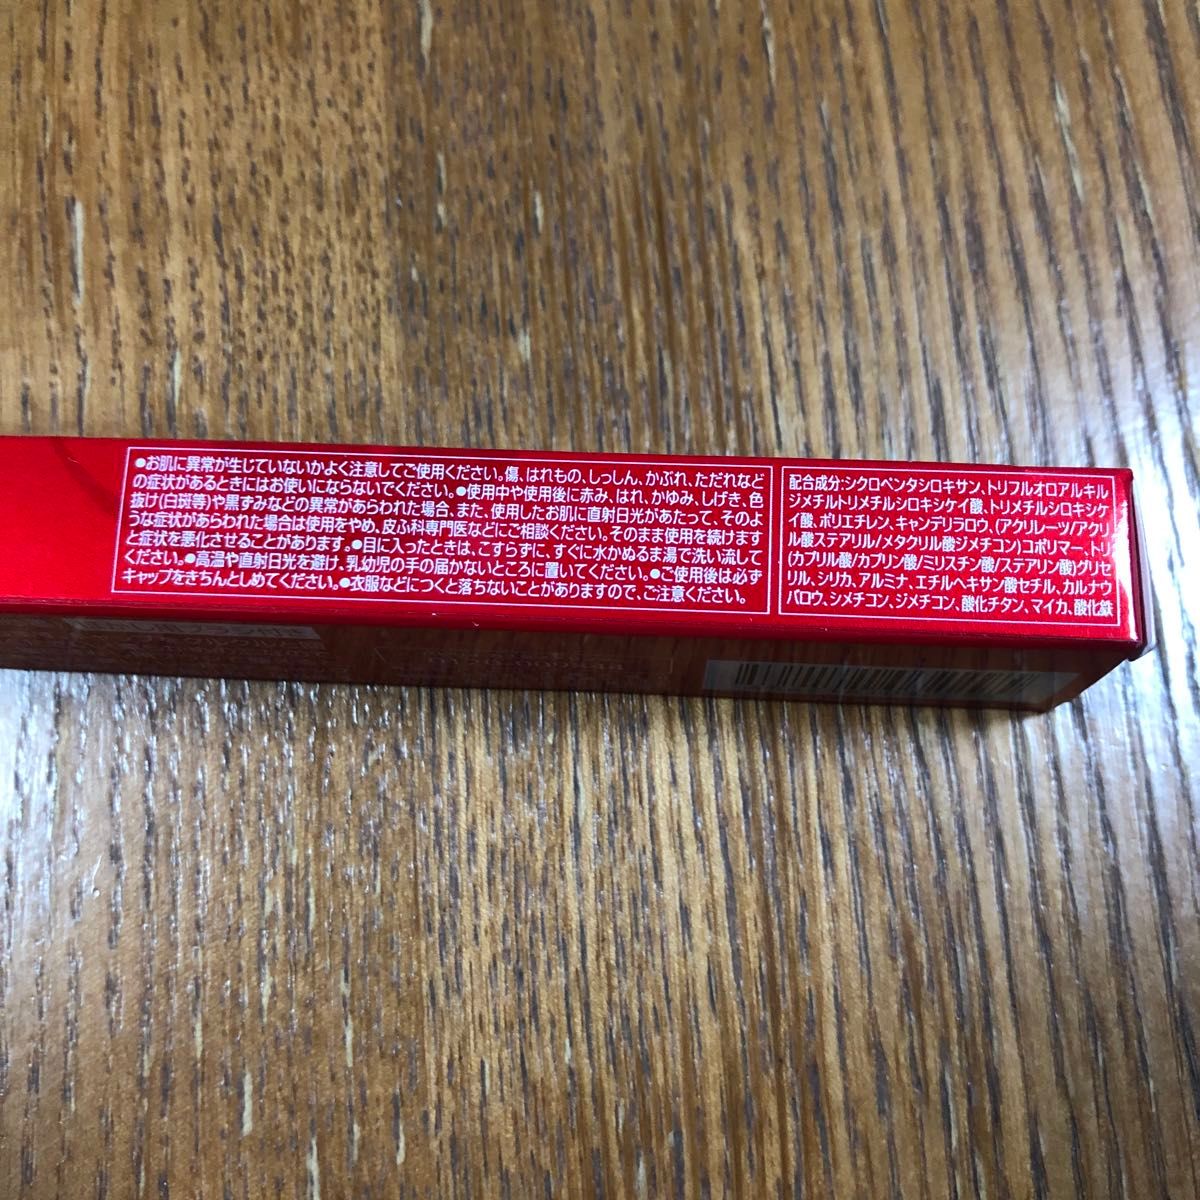 ●お肌に異常が生じていないかよく注意してご使用ください。傷、はれもの、しっしん、かぶれ、ただれなど
の症状があるときにはお使いにならないでください。●使用中や使用後に赤み、はれ、かゆみ、しげき、色
抜け(白斑等)や黒ずみなどの異常があらわれた場合、また、使用したお肌に直射日光があたって、そのよ
うな症状があらわれた場合は使用をやめ、皮ふ科専門医などにご相談ください。そのまま使用を続けます
と症状を悪化させることがあります。●目に入ったときは、こすらずに、すぐに水かぬるま湯で洗い流して
ください。●高温や直射日光を避け、乳幼児の手の届かないところに置いてください。●ご使用後は必ず
キャップをきちんとしめてください。●衣服などにつくと落ちないことがありますので、ご注意ください。
配合成分:シクロペンタシロキサン、トリフルオロアルキル
ジメチルトリメチルシロキシケイ酸、トリメチルシロキシケ
イ酸、ポリエチレン、キャンデリラロウ、(アクリレーツ/アクリ
ル酸ステアリル/メタクリル酸ジメチコン)コポリマー、トリ
(カプリル酸/カプリン酸/ミリスチン酸/ステアリン酸)グリセ
リル、シリカ、アルミナ、エチルヘキサン酸セチル、カルナウ
バロウ、シメチコン、ジメチコン、酸化チタン、マイカ、酸化鉄